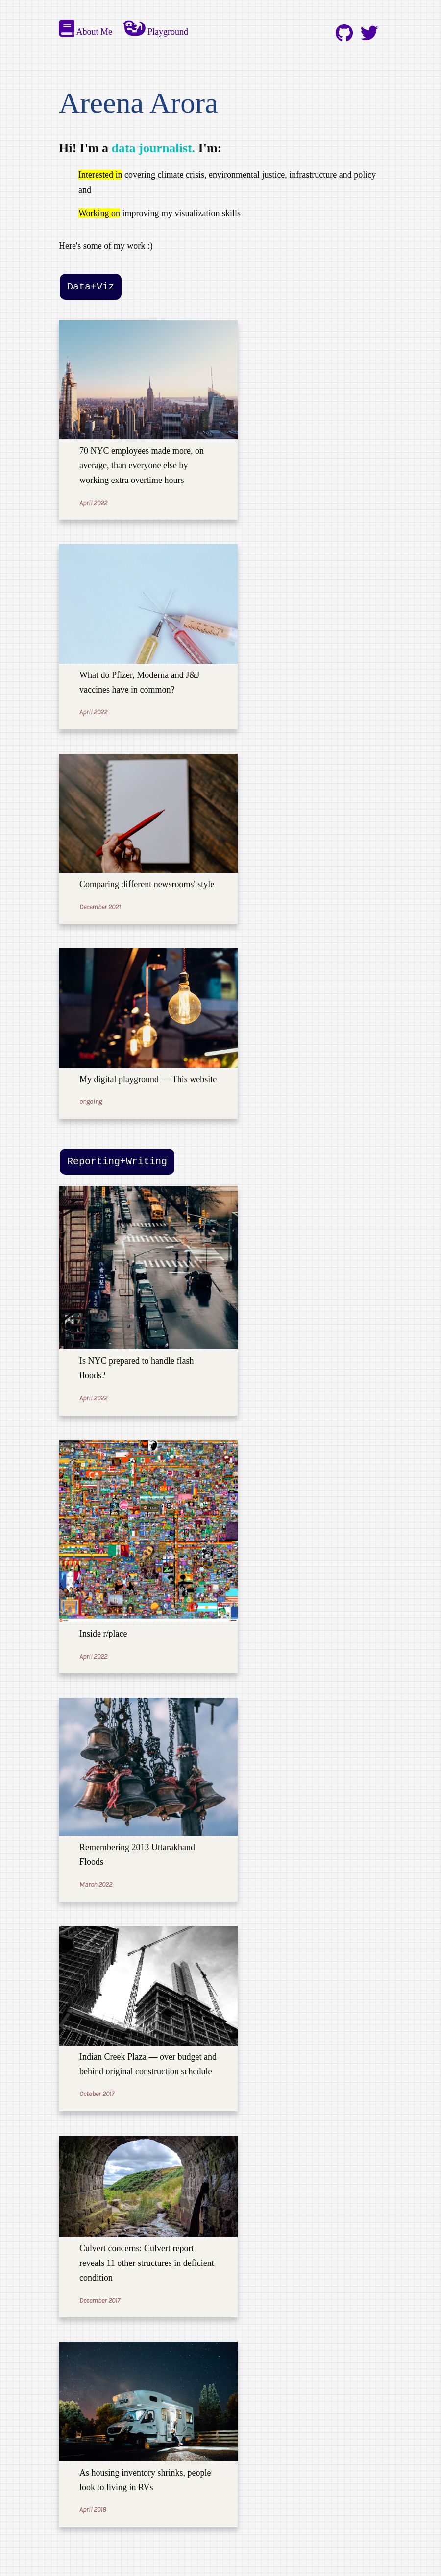 About Me Playground
Areena Arora
Hi! I'm a data journalist. I'm:
Interested in covering climate crisis, environmental justice, infrastructure and policy
and
Working on improving my visualization skills
Here's some of my work :)
Data+Viz
70 NYC employees made more, on
average, than everyone else by
working extra overtime hours
April 2022
What do Pfizer, Moderna and J&J
vaccines have in common?
April 2022
Comparing different newsrooms' style
December 2021
My digital playground — This website
ongoing
Reporting+Writing
Is NYC prepared to handle flash
floods?
April 2022
Inside r/place
April 2022
Remembering 2013 Uttarakhand
Floods
March 2022
Indian Creek Plaza — over budget and
behind original construction schedule
October 2017
Culvert concerns: Culvert report
reveals 11 other structures in deficient
condition
December 2017
As housing inventory shrinks, people
look to living in RVs
April 2018